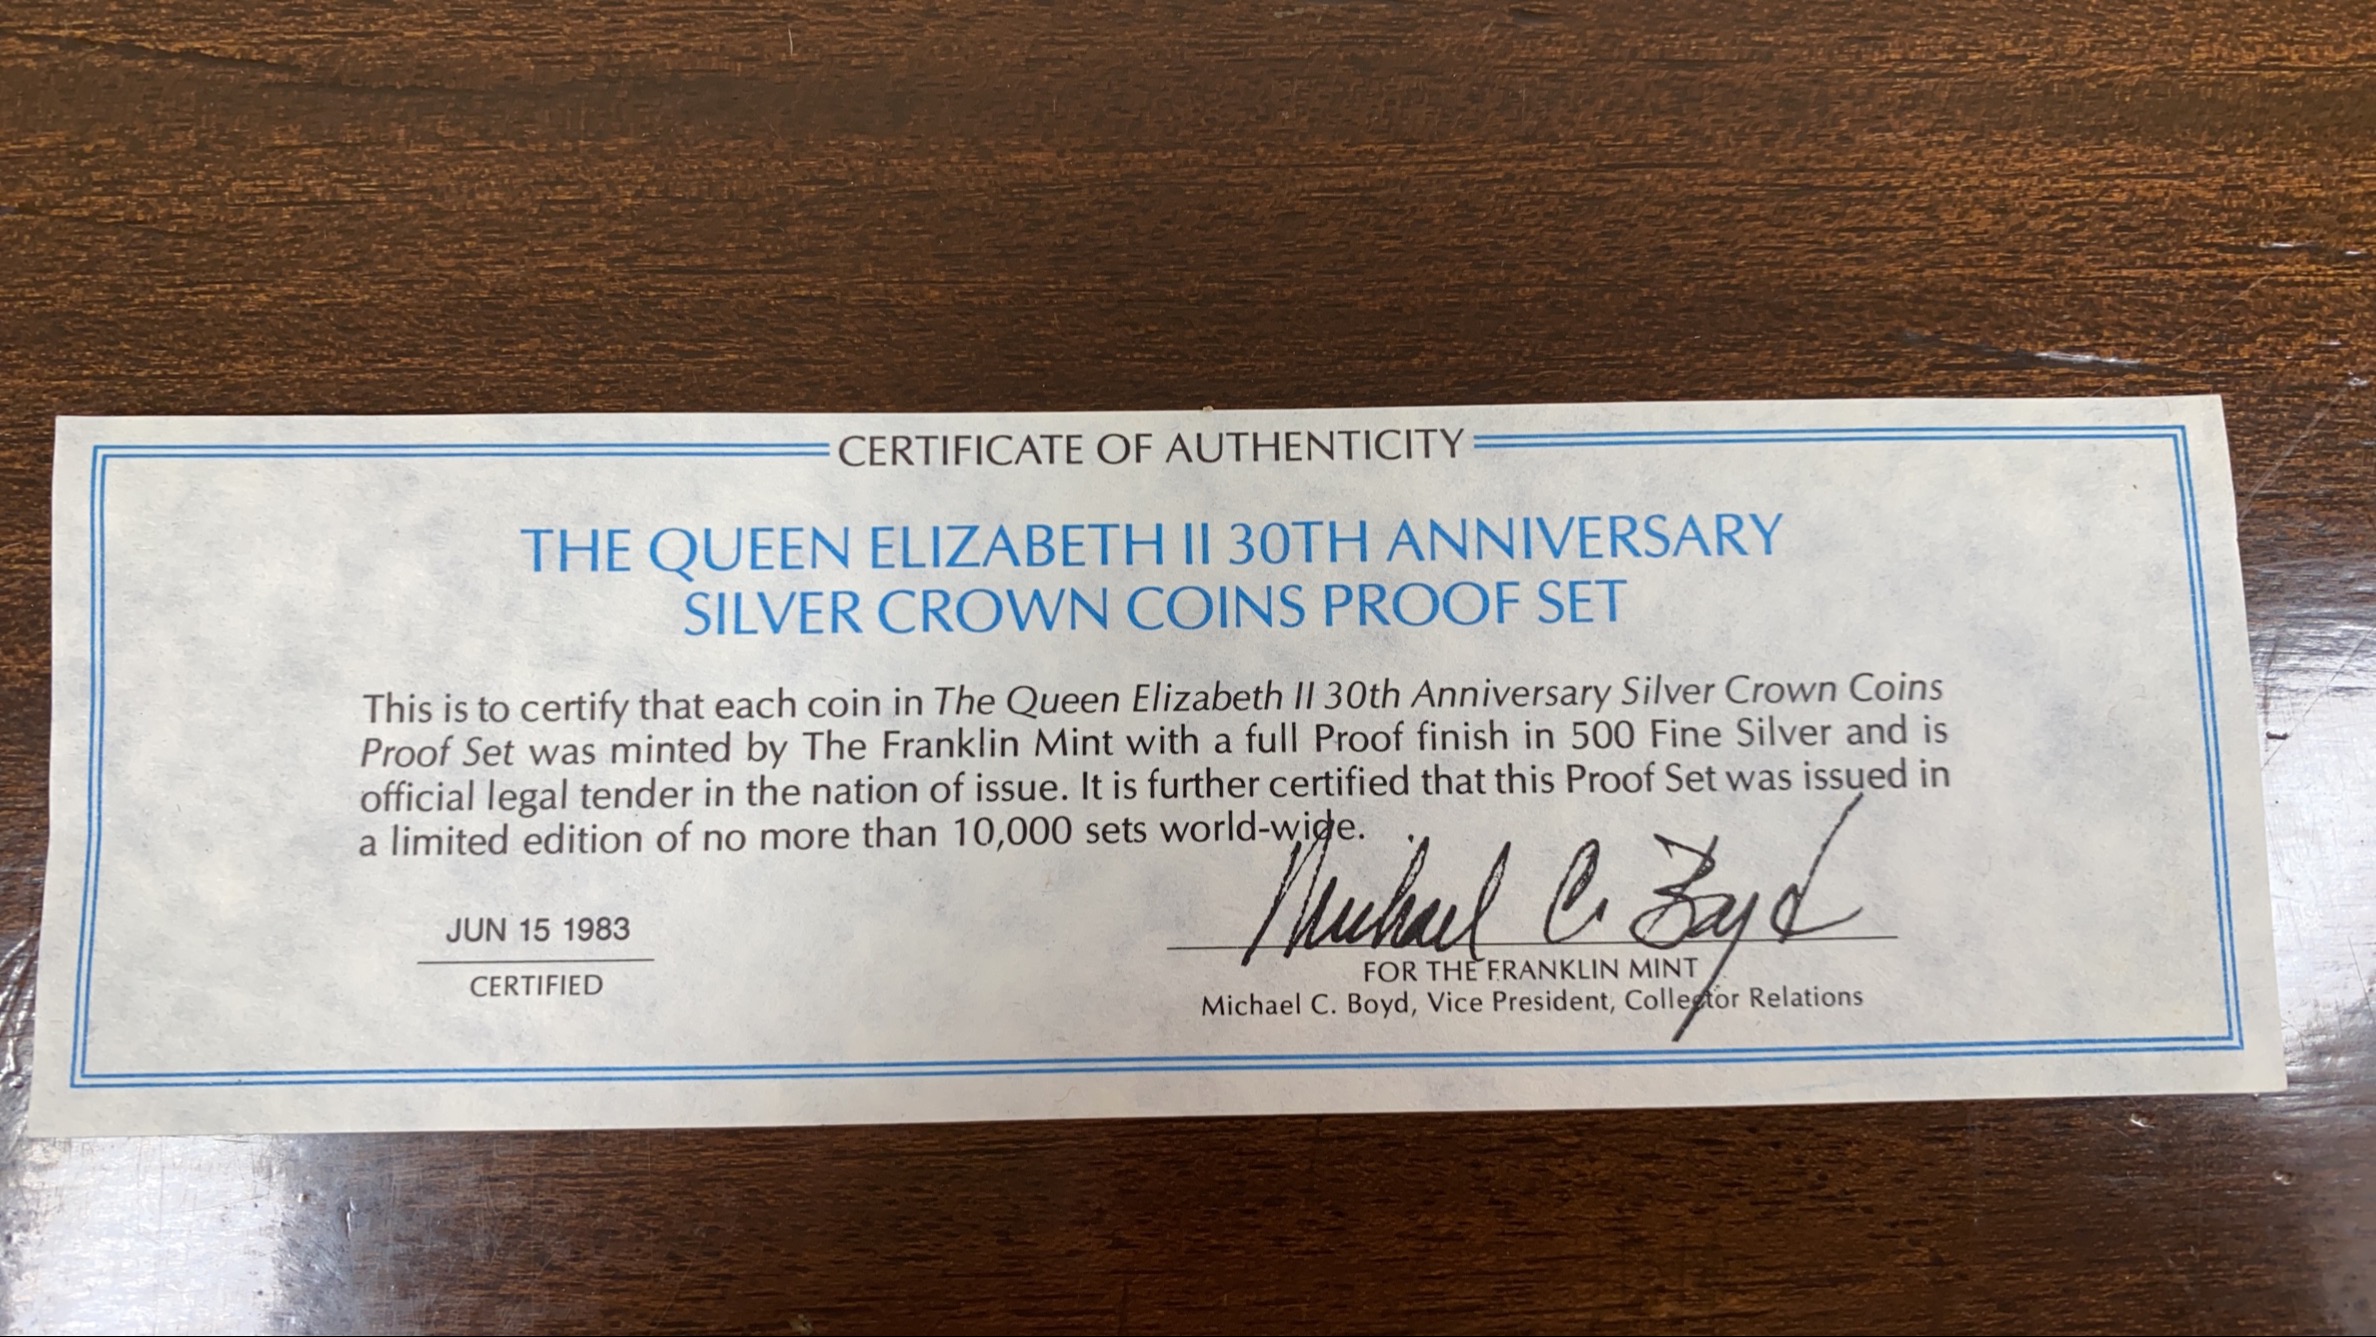 CERTIFICATE OF AUTHENTICITY
THE QUEEN ELIZABETH II 30TH ANNIVERSARY
SILVER CROWN COINS PROOF SET
This is to certify that each coin in The Queen Elizabeth II 30th Anniversary Silver Crown Coins
Proof Set was minted by The Franklin Mint with a full Proof finish in 500 Fine Silver and is
official legal tender in the nation of issue. It is further certified that this Proof Set was issued in
a limited edition of no more than 10,000 sets world-wide.
Michael C. Boyd
JUN 15 1983
CERTIFIED
FOR THE FRANKLIN MINT
Michael C. Boyd, Vice President, Collector Relations